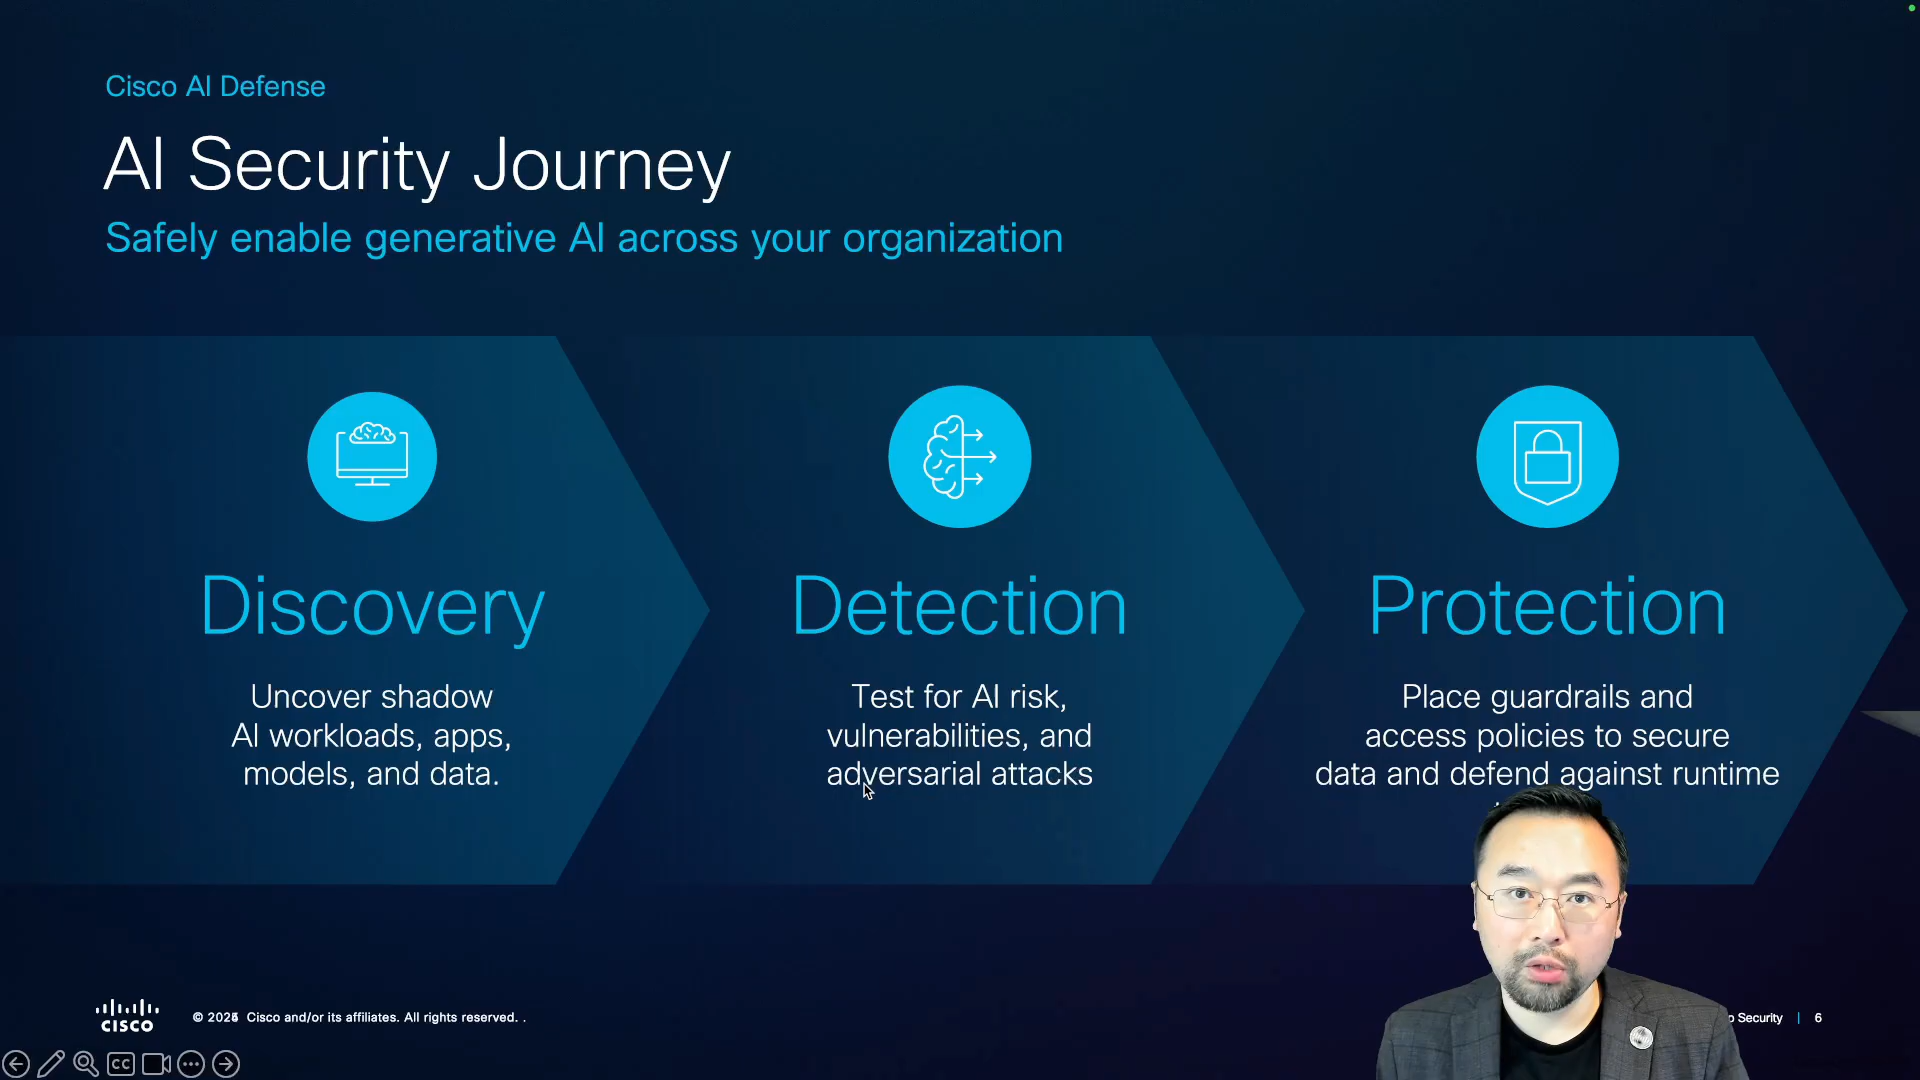 Cisco AI Defense
AI Security Journey
Safely enable generative AI across your organization
Discovery
Uncover shadow
AI workloads, apps,
models, and data.
Detection
Test for AI risk,
vulnerabilities, and
adversarial attacks
Protection
Place guardrails and
access policies to secure
data and defend against runtime
CISCO
© Cisco and/or its affiliates. All rights reserved. .
Security | 6
CC